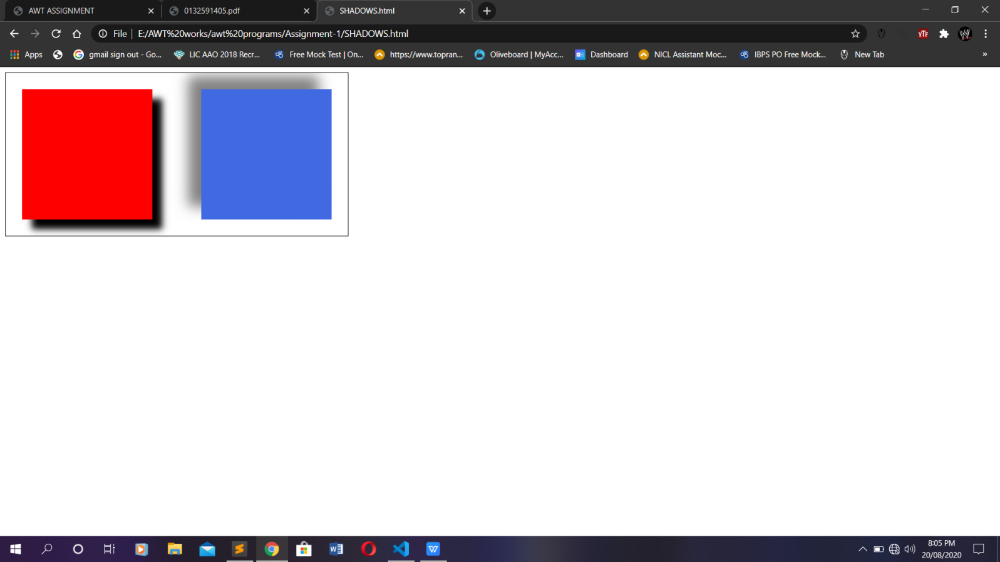 AWT ASSIGNMENT
0132591405.pdf
SHADOWS.html
File
E:/AWT%20works/awt%20programs/Assignment-1/SHADOWS.html
YTF
Apps
gmail sign out - Go...
LIC AAO 2018 Recr...
Free Mock Test | On...
https://www.topran...
Oliveboard | MyAcc...
Dashboard
NICL Assistant Moc...
IBPS PO Free Mock...
New Tab
»
8:05 PM
20/08/2020